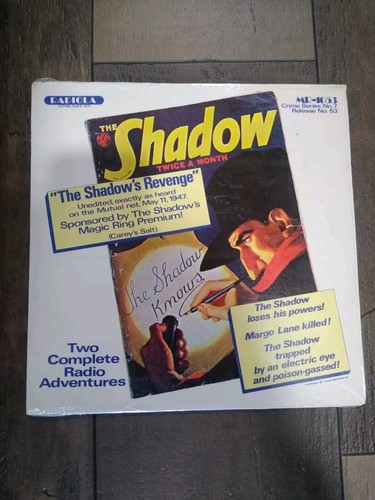 RADIOLA
MR-1053
Crime Series No. 7
Release No. 53
THE
Shadow
TWICE A MONTH
"The Shadow's Revenge"
Unedited, exactly as heard
on the Mutual net, May 11, 1947.
Sponsored by The Shadow's
Magic Ring Premium!
(Carey's Salt)
The Shadow
Knows
The Shadow
loses his powers!
Margo Lane killed!
The Shadow
trapped
by an electric eye
and poison-gassed!
Two
Complete
Radio
Adventures